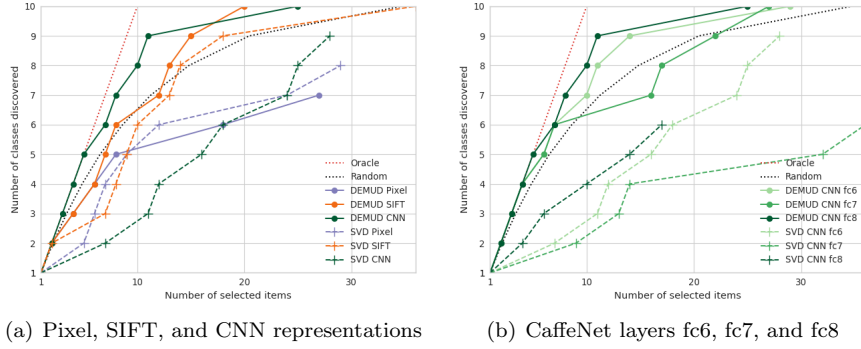 10
9
8
7
6
5
4
3
2
1
Number of classes discovered
1 10 20 30
Number of selected items
Oracle
Random
DEMUD Pixel
DEMUD SIFT
DEMUD CNN
SVD Pixel
SVD SIFT
SVD CNN
(a) Pixel, SIFT, and CNN representations
10
9
8
7
6
5
4
3
2
1
Number of classes discovered
1 10 20 30
Number of selected items
Oracle
Random
DEMUD CNN fc6
DEMUD CNN fc7
DEMUD CNN fc8
SVD CNN fc6
SVD CNN fc7
SVD CNN fc8
(b) CaffeNet layers fc6, fc7, and fc8